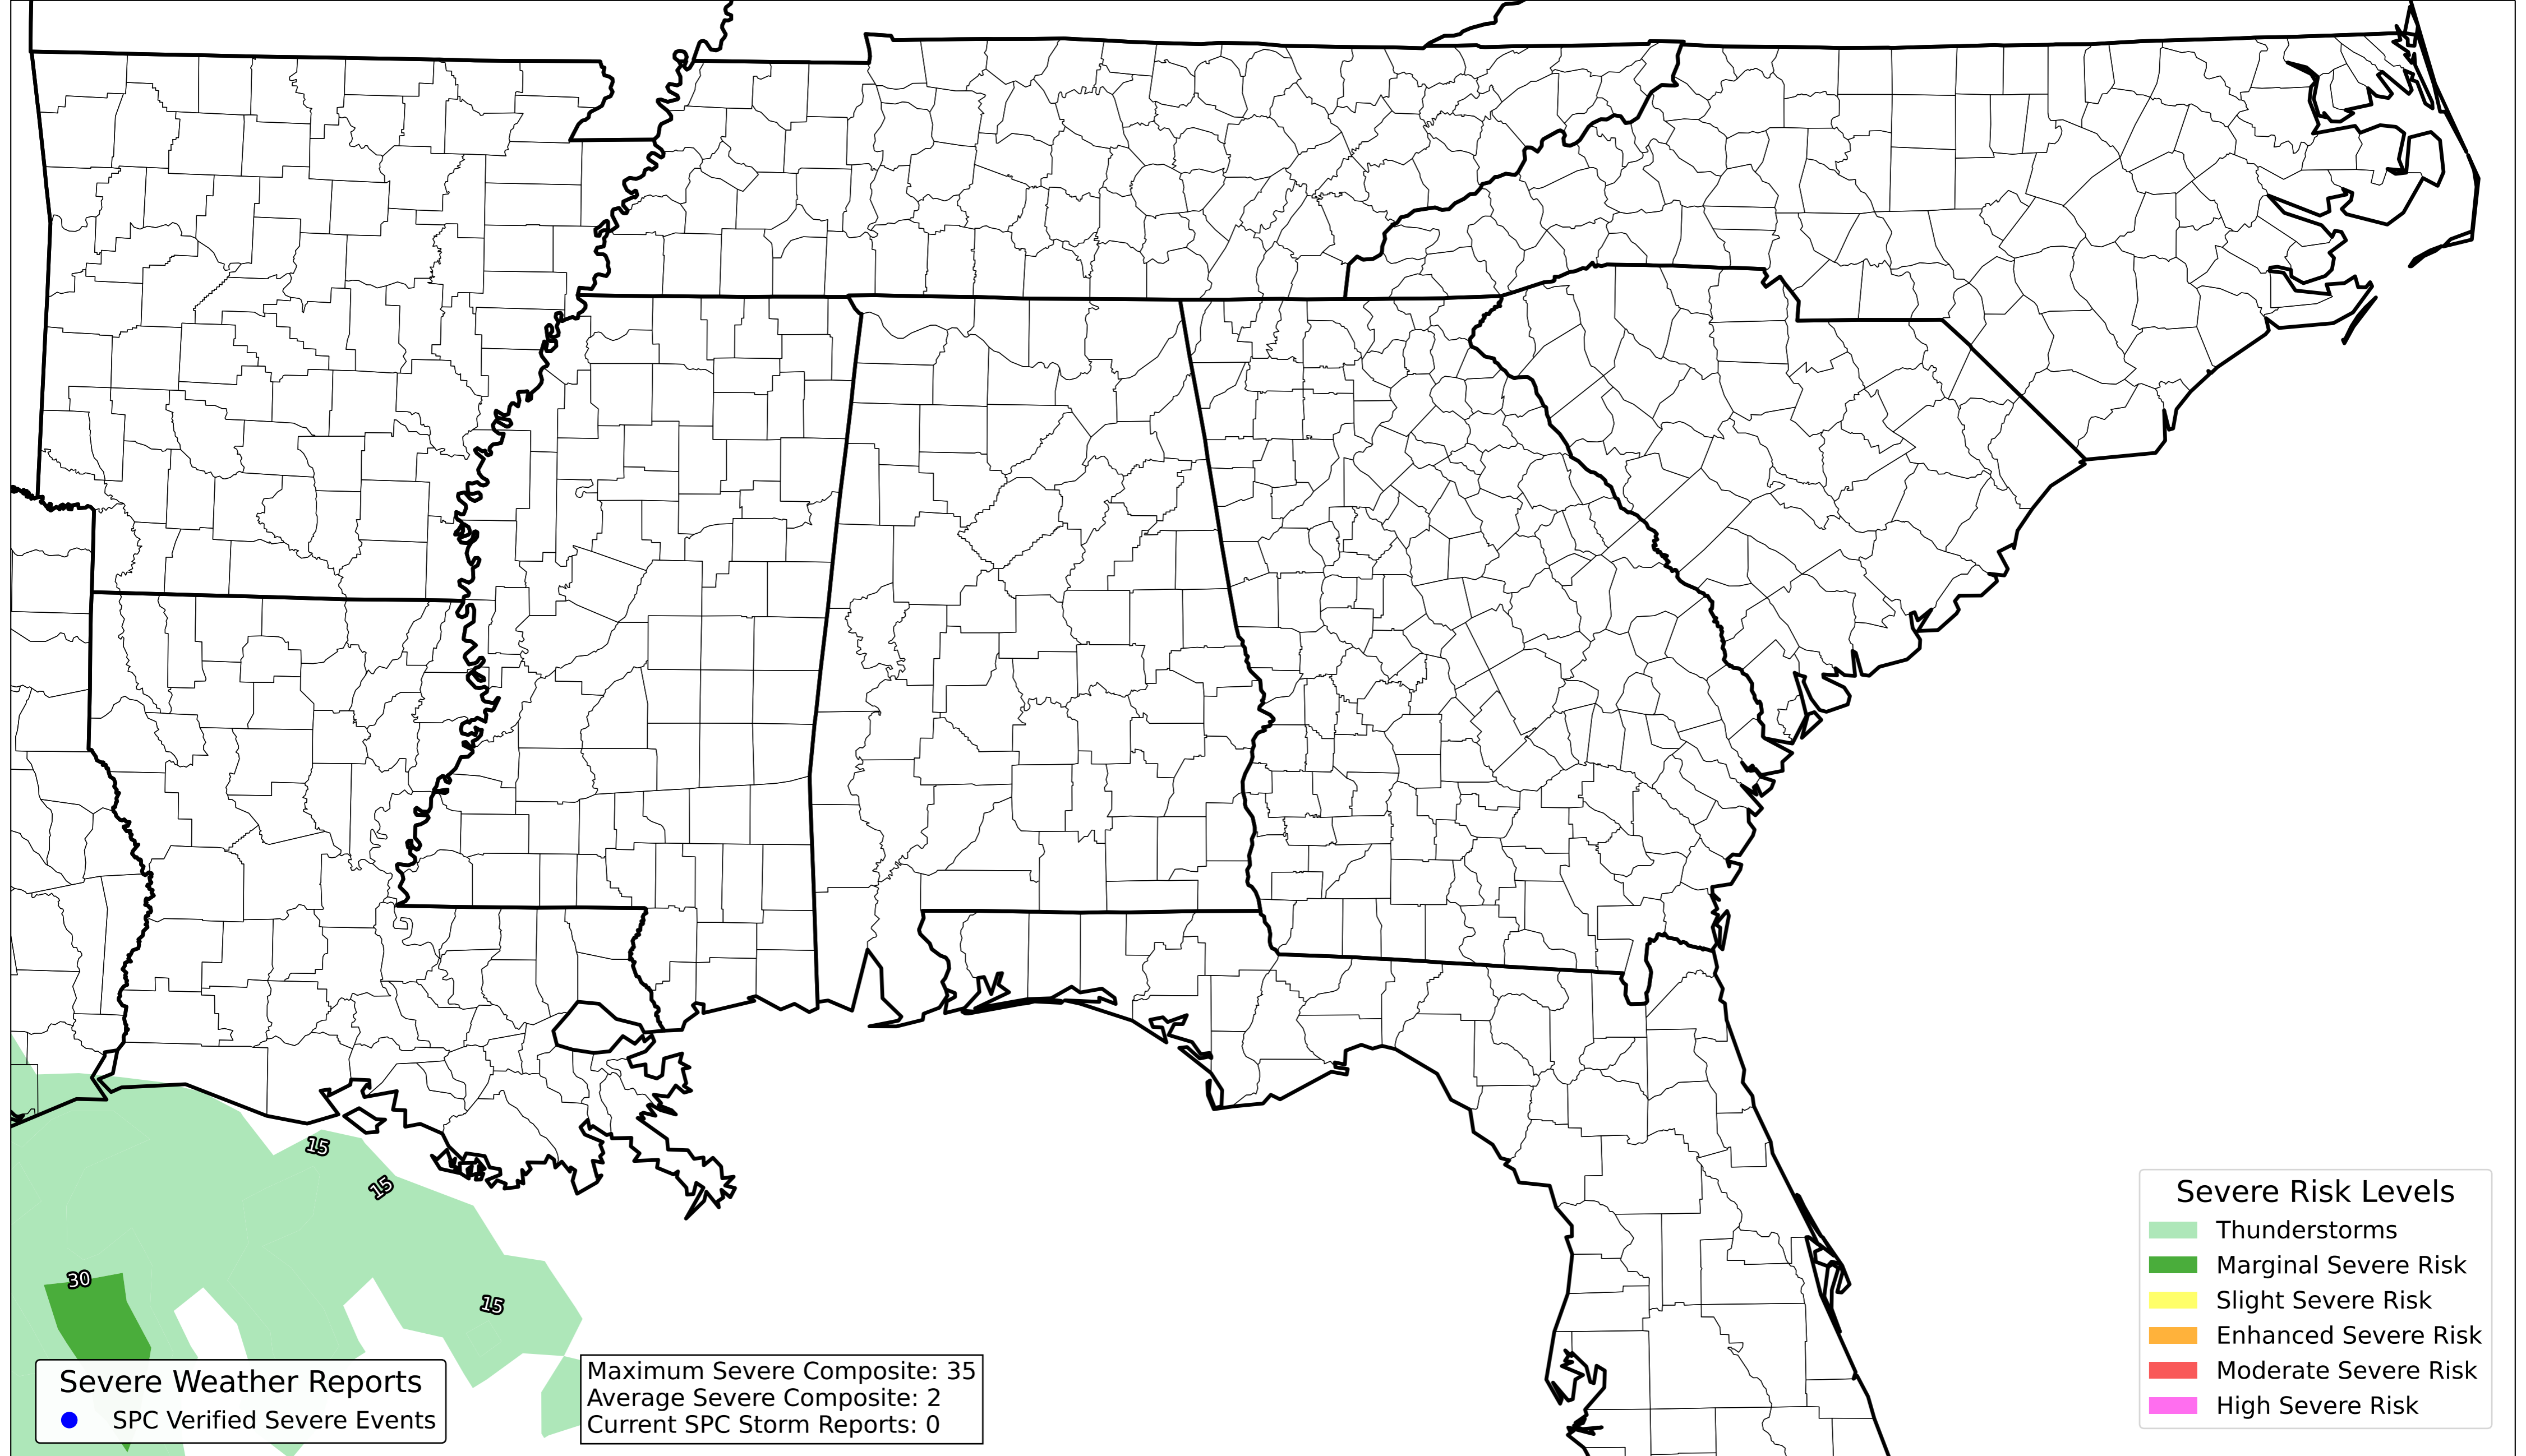 15
15
30
15
Severe Weather Reports
SPC Verified Severe Events
Maximum Severe Composite: 35
Average Severe Composite: 2
Current SPC Storm Reports: 0
Severe Risk Levels
Thunderstorms
Marginal Severe Risk
Slight Severe Risk
Enhanced Severe Risk
Moderate Severe Risk
High Severe Risk